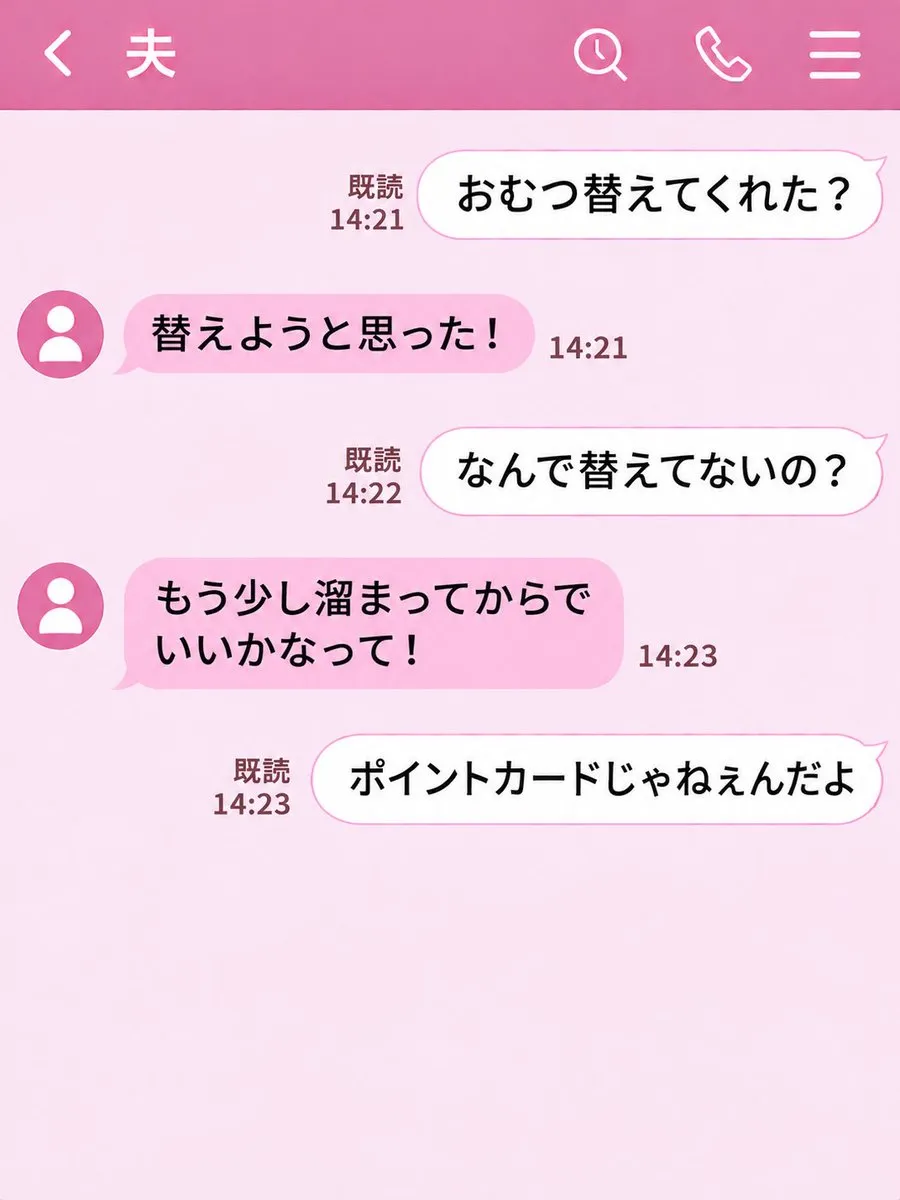 夫
既読
14:21
おむつ替えてくれた？
替えようと思った！
14:21
既読
14:22
なんで替えてないの？
もう少し溜まってからで
いいかなって！
14:23
既読
14:23
ポイントカードじゃねぇんだよ